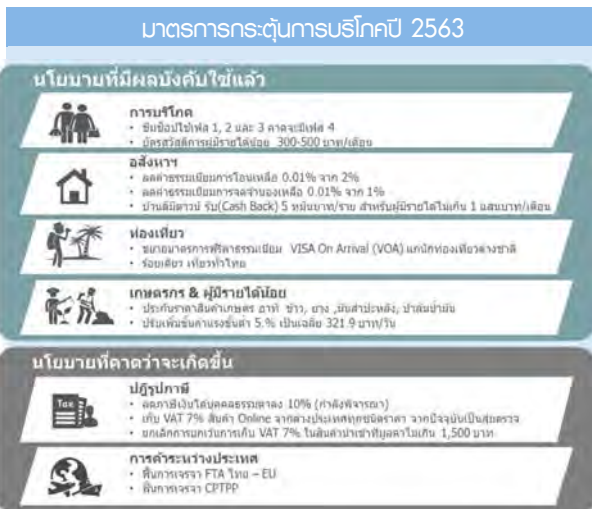 มาตรการกระตุ้นการบริโภคปี 2563
นโยบายที่มีผลบังคับใช้แล้ว
การบริโภค
• ชิมช้อปใช้เฟส 1, 2 และ 3 คาดจะมีเฟส 4
• บัตรสวัสดิการผู้มีรายได้น้อย 300-500 บาท/เดือน
อสังหาฯ
• ลดค่าธรรมเนียมการโอนเหลือ 0.01% จาก 2%
• ลดค่าธรรมเนียมการจดจำนองเหลือ 0.01% จาก 1%
• บ้านดีมีดาวน์ รับ(Cash Back) 5 หมื่นบาท/ราย สำหรับผู้มีรายได้ไม่เกิน 1 แสนบาท/เดือน
ท่องเที่ยว
• ขยายมาตรการฟรีค่าธรรมเนียม VISA On Arrival (VOA) แก่นักท่องเที่ยวต่างชาติ
• ร้อยเดียว เที่ยวทั่วไทย
เกษตรกร & ผู้มีรายได้น้อย
• ประกันราคาสินค้าเกษตร อาทิ ข้าว, ยาง ,มันสำปะหลัง, ปาล์มน้ำมัน
• ปรับเพิ่มขั้นค่าแรงขั้นต่ำ 5.% เป็นเฉลี่ย 321.9 บาท/วัน
นโยบายที่คาดว่าจะเกิดขึ้น
ปฎิรูปภาษี
Tax
• ลดภาษีเงินได้บุคคลธรรมดาลง 10% (กำลังพิจารณา)
• เก็บ VAT 7% สินค้า Online จากต่างประเทศทุกชนิดราคา จากปัจจุบันเป็นสุ่มตรวจ
• ยกเลิกการยกเว้นการเก็บ VAT 7% ในสินค้านำเข้าที่มูลค่าไม่เกิน 1,500 บาท
การค้าระหว่างประเทศ
• ฟื้นการเจรจา FTA ไทย – EU
• ฟื้นการเจรจา CPTPP